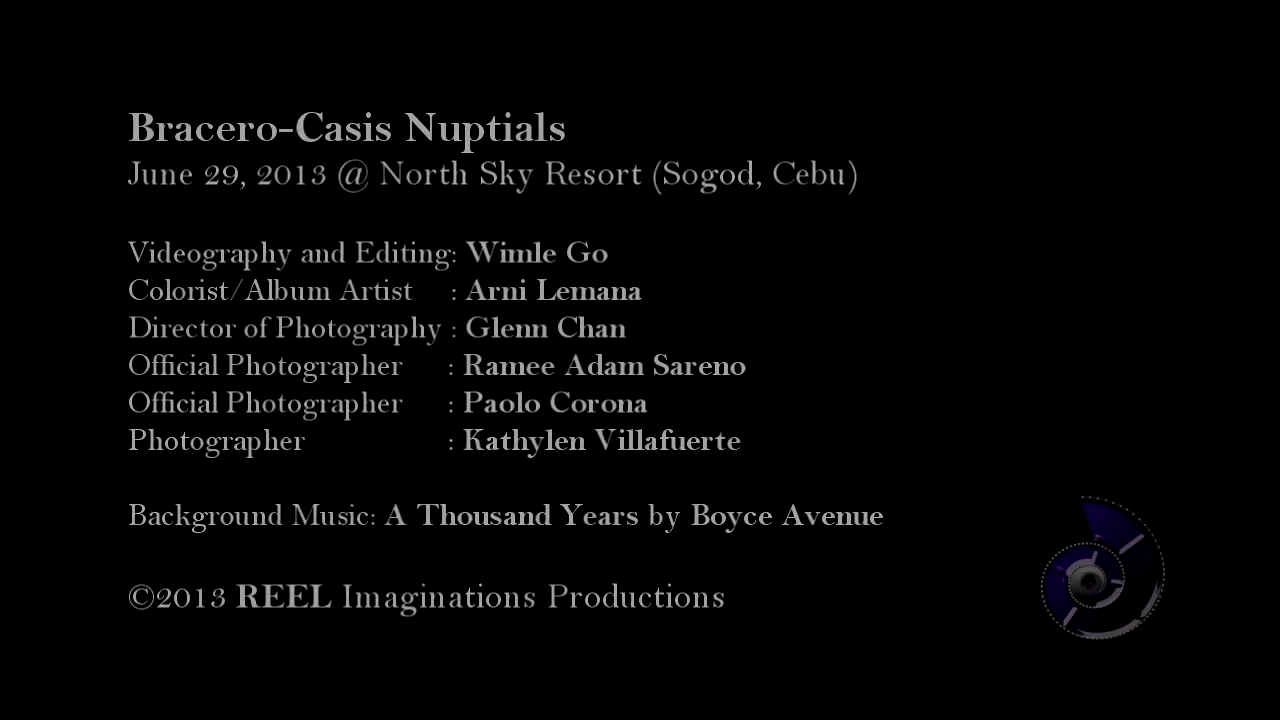 Bracero-Casis Nuptials
June 29, 2013 @ North Sky Resort (Sogod, Cebu)
Videography and Editing: Wimle Go
Colorist/Album Artist : Arni Lemana
Director of Photography : Glenn Chan
Official Photographer : Ramee Adam Sareno
Official Photographer : Paolo Corona
Photographer : Kathylen Villafuerte
Background Music: A Thousand Years by Boyce Avenue
©2013 REEL Imaginations Productions